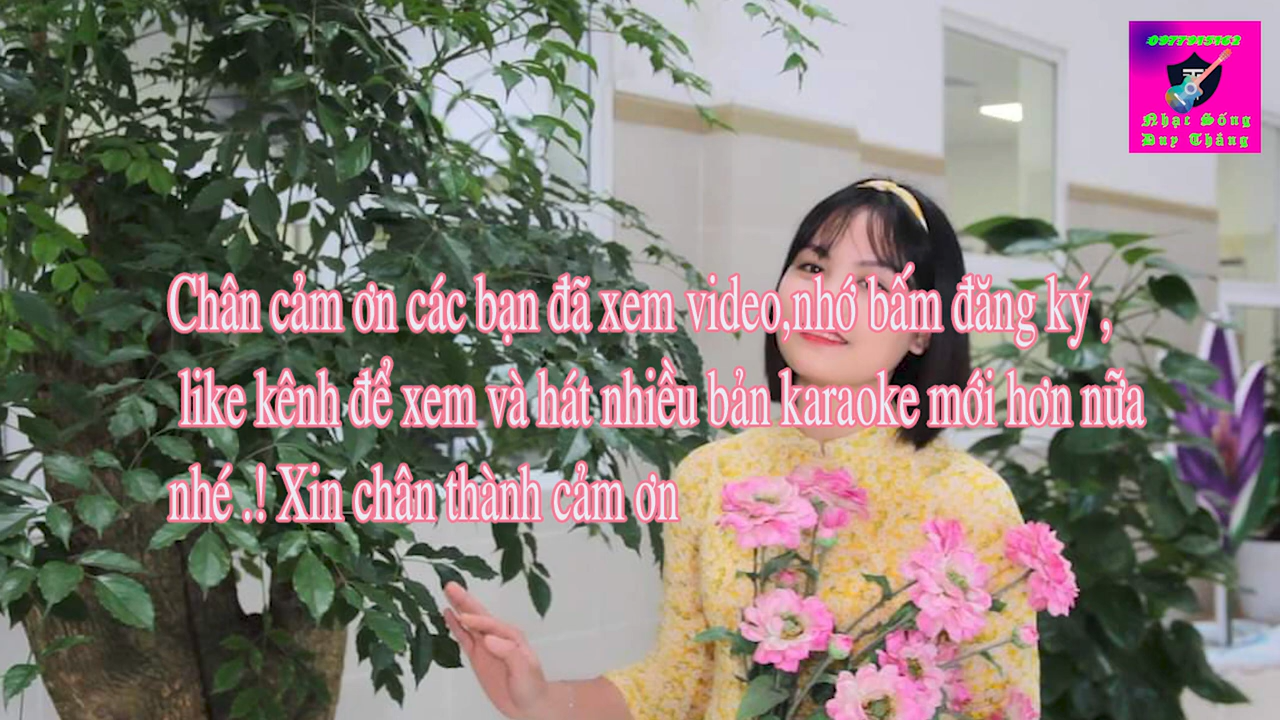 0977915162
Nhạc Sống
Duy Thắng
Chân cảm ơn các bạn đã xem video,nhớ bấm đăng ký ,
like kênh để xem và hát nhiều bản karaoke mới hơn nữa
nhé .! Xin chân thành cảm ơn